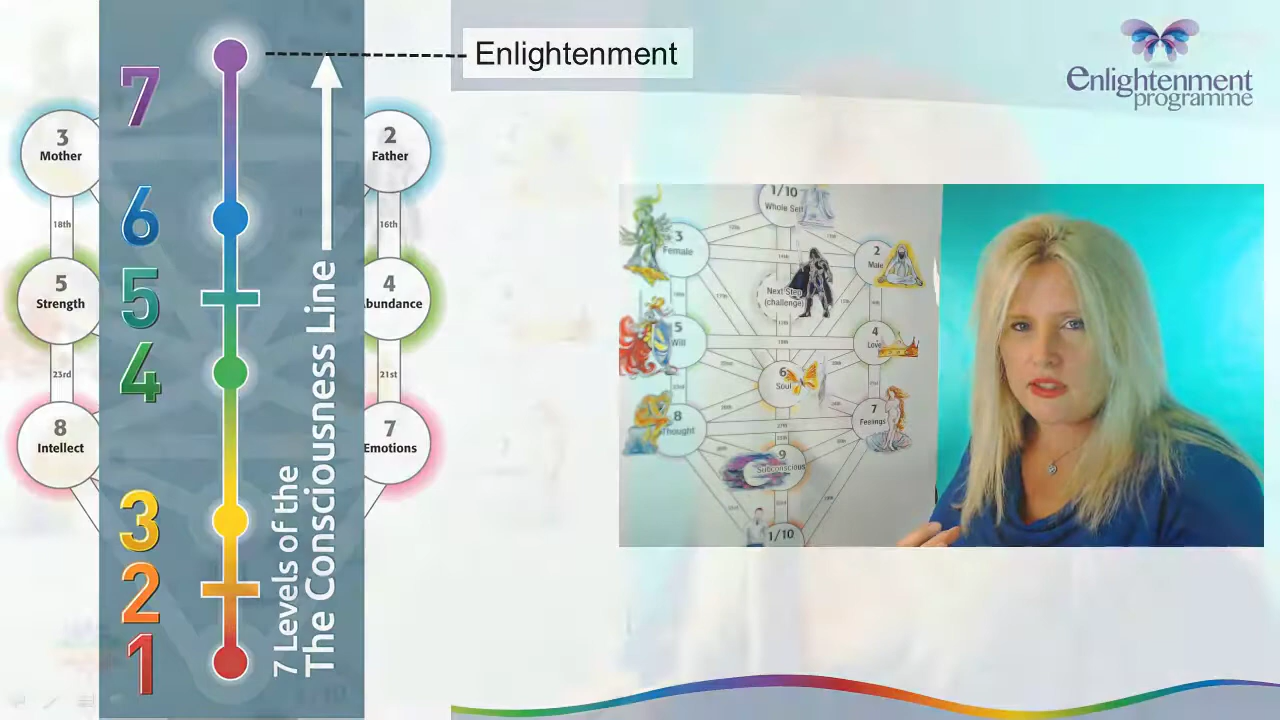 Enlightenment
Enlightenment
programme
7
6
5
4
3
2
1
7 Levels of the
The Consciousness Line
3
Mother
2
Father
18th
16th
5
Strength
4
bundance
23rd
21st
8
Intellect
7
Emotions
1/10
Whole Self
3
Female
2
Male
Next Step
(challenge)
5
Will
4
Love
6
Soul
8
Thought
7
Feelings
9
Subconscious
1/10